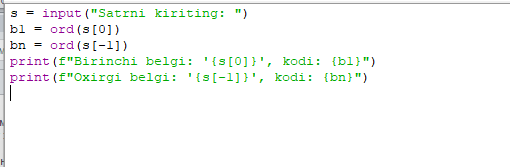 s = input("Satrni kiriting: ")
b1 = ord(s[0])
bn = ord(s[-1])
print(f"Birinchi belgi: '{s[0]}', kodi: {b1}")
print(f"Oxirgi belgi: '{s[-1]}', kodi: {bn}")